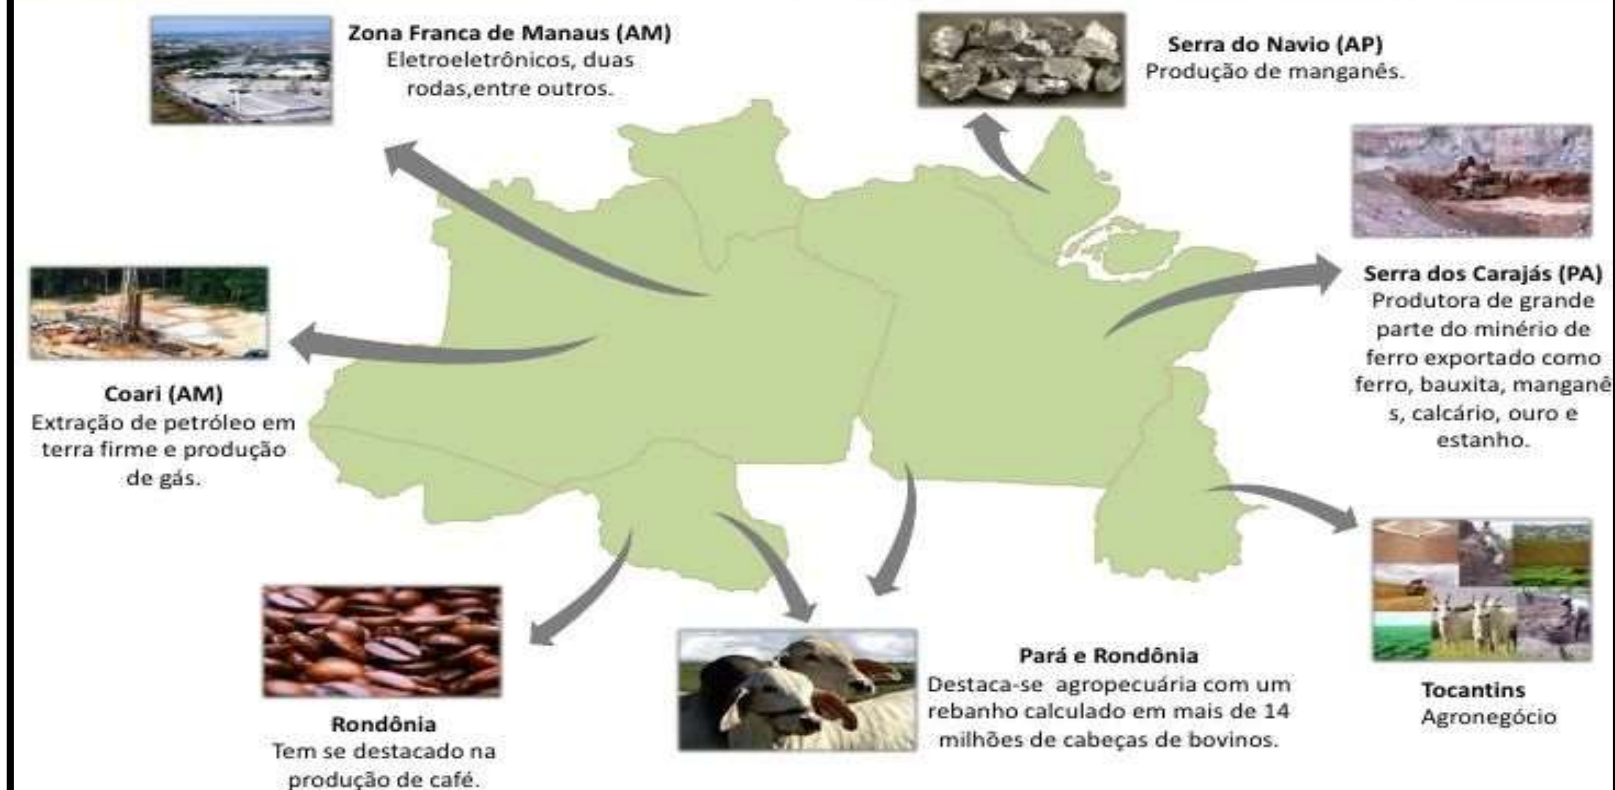 Zona Franca de Manaus (AM)
Eletroeletrônicos, duas
rodas,entre outros.
Serra do Navio (AP)
Produção de manganês.
Serra dos Carajás (PA)
Produtora de grande
parte do minério de
ferro exportado como
ferro, bauxita, manganê
s, calcário, ouro e
estanho.
Coari (AM)
Extração de petróleo em
terra firme e produção
de gás.
Rondônia
Tem se destacado na
produção de café.
Pará e Rondônia
Destaca-se agropecuária com um
rebanho calculado em mais de 14
milhões de cabeças de bovinos.
Tocantins
Agronegócio